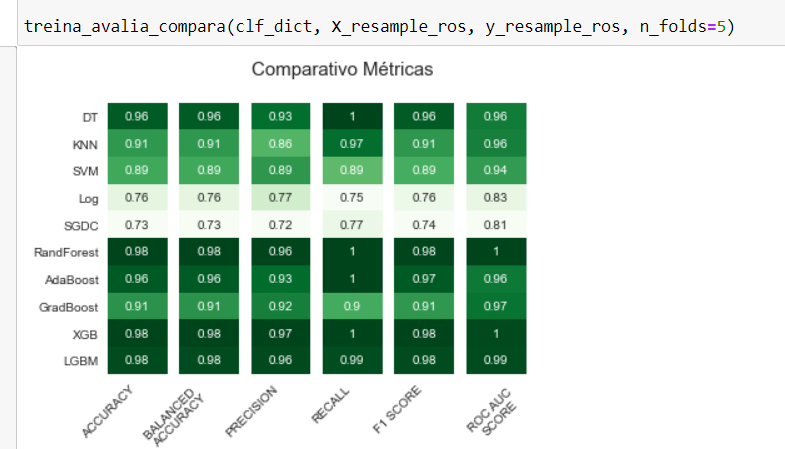 treina_avalia_compara(clf_dict, X_resample_ros, y_resample_ros, n_folds=5)
Comparativo Métricas
DT 0.96 0.96 0.93 1 0.96 0.96
KNN 0.91 0.91 0.86 0.97 0.91 0.96
SVM 0.89 0.89 0.89 0.89 0.89 0.94
Log 0.76 0.76 0.77 0.75 0.76 0.83
SGDC 0.73 0.73 0.72 0.77 0.74 0.81
RandForest 0.98 0.98 0.96 1 0.98 1
AdaBoost 0.96 0.96 0.93 1 0.97 0.96
GradBoost 0.91 0.91 0.92 0.9 0.91 0.97
XGB 0.98 0.98 0.97 1 0.98 1
LGBM 0.98 0.98 0.96 0.99 0.98 0.99
ACCURACY
BALANCED
ACCURACY
PRECISION
RECALL
F1 SCORE
ROC AUC
SCORE